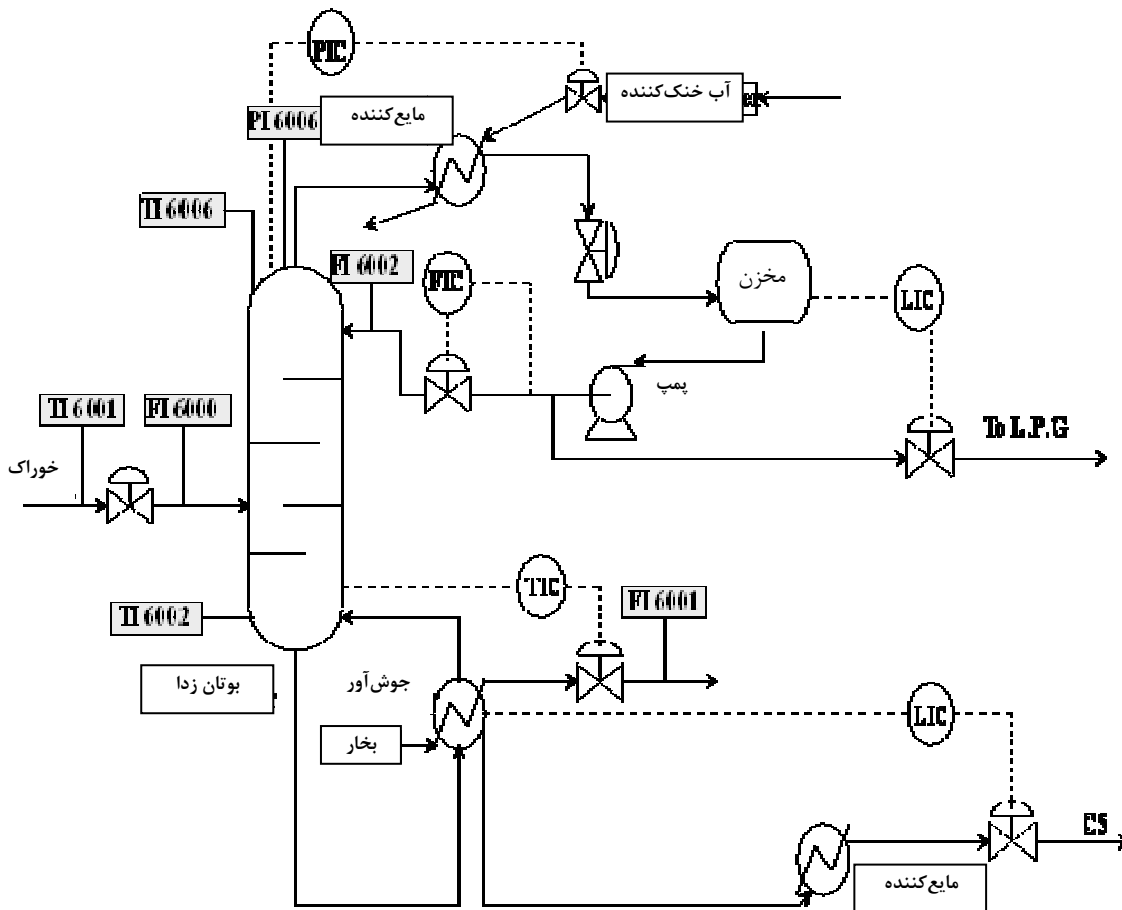 PIC
آب خنک‌کننده
PI 6006
مایع‌کننده
TI 6006
FI 6002
FIC
مخزن
LIC
پمپ
TI 6001
FI 6000
To L.P.G
خوراک
TIC
FI 6001
TI 6002
بوتان زدا
جوش‌آور
LIC
بخار
C5
مایع‌کننده